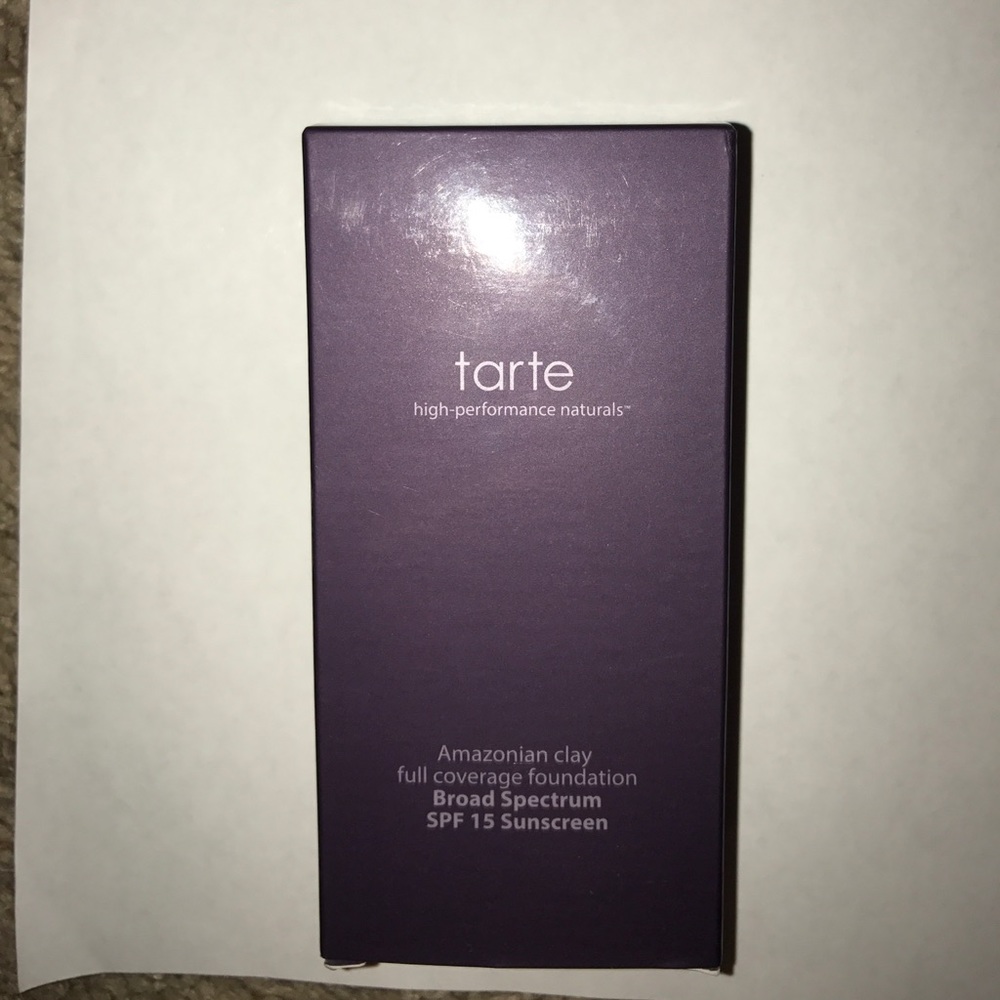 tarte
high-performance naturals™
Amazonian clay
full coverage foundation
Broad Spectrum
SPF 15 Sunscreen